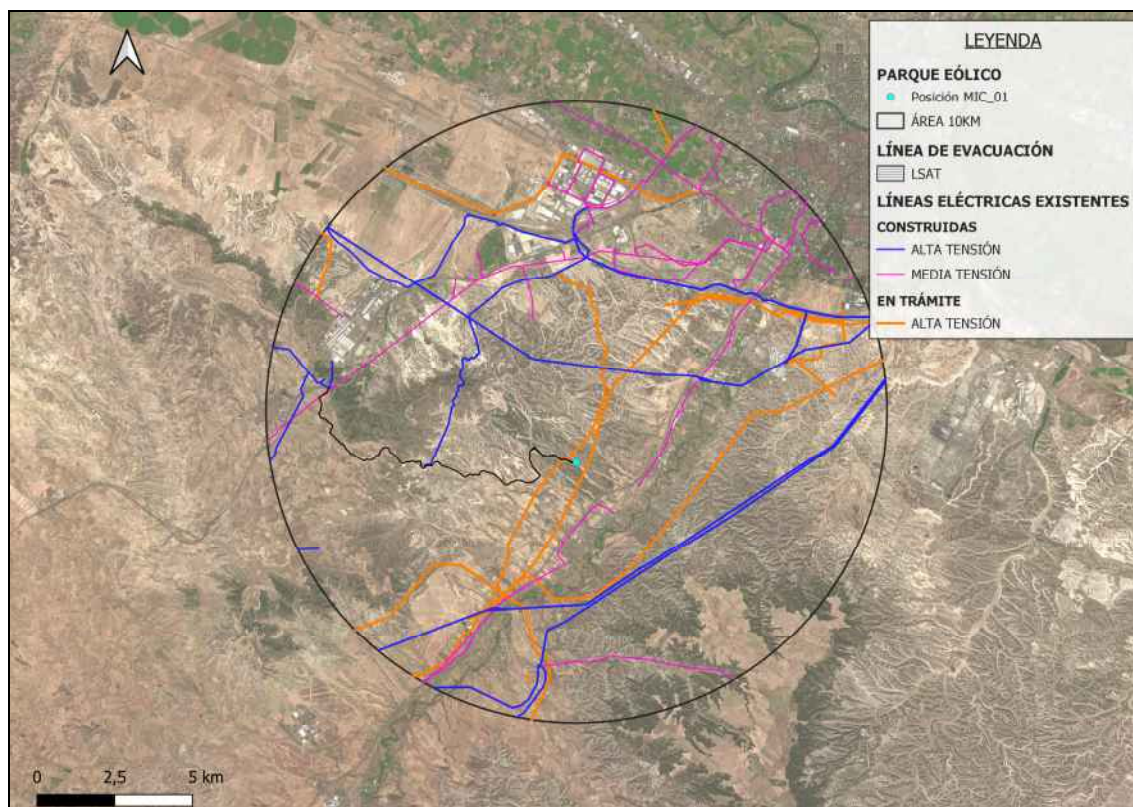 LEYENDA
PARQUE EÓLICO
Posición MIC_01
ÁREA 10KM
LÍNEA DE EVACUACIÓN
LSAT
LÍNEAS ELÉCTRICAS EXISTENTES
CONSTRUIDAS
ALTA TENSIÓN
MEDIA TENSIÓN
EN TRÁMITE
ALTA TENSIÓN
0 2,5 5 km